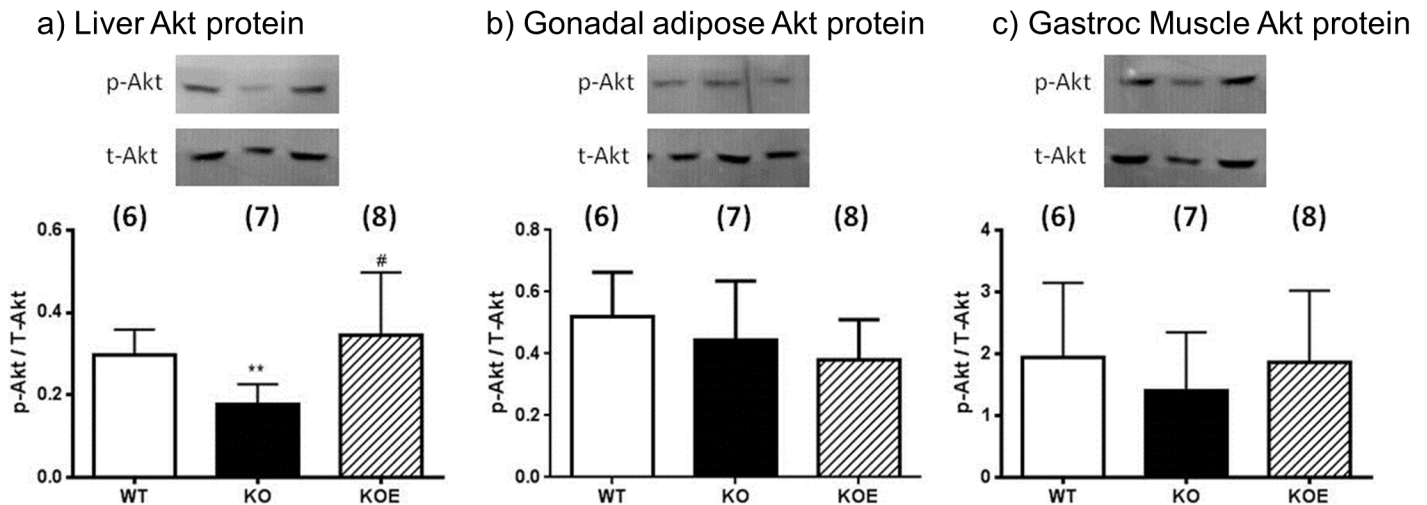 a) Liver Akt protein
p-Akt
t-Akt
(6) (7) (8)
0.6
0.4
0.2
0.0
p-Akt / T-Akt
**
#
WT KO KOE
b) Gonadal adipose Akt protein
p-Akt
t-Akt
(6) (7) (8)
0.8
0.6
0.4
0.2
0.0
p-Akt / T-Akt
WT KO KOE
c) Gastroc Muscle Akt protein
p-Akt
t-Akt
(6) (7) (8)
4
3
2
1
0
p-Akt / T-Akt
WT KO KOE